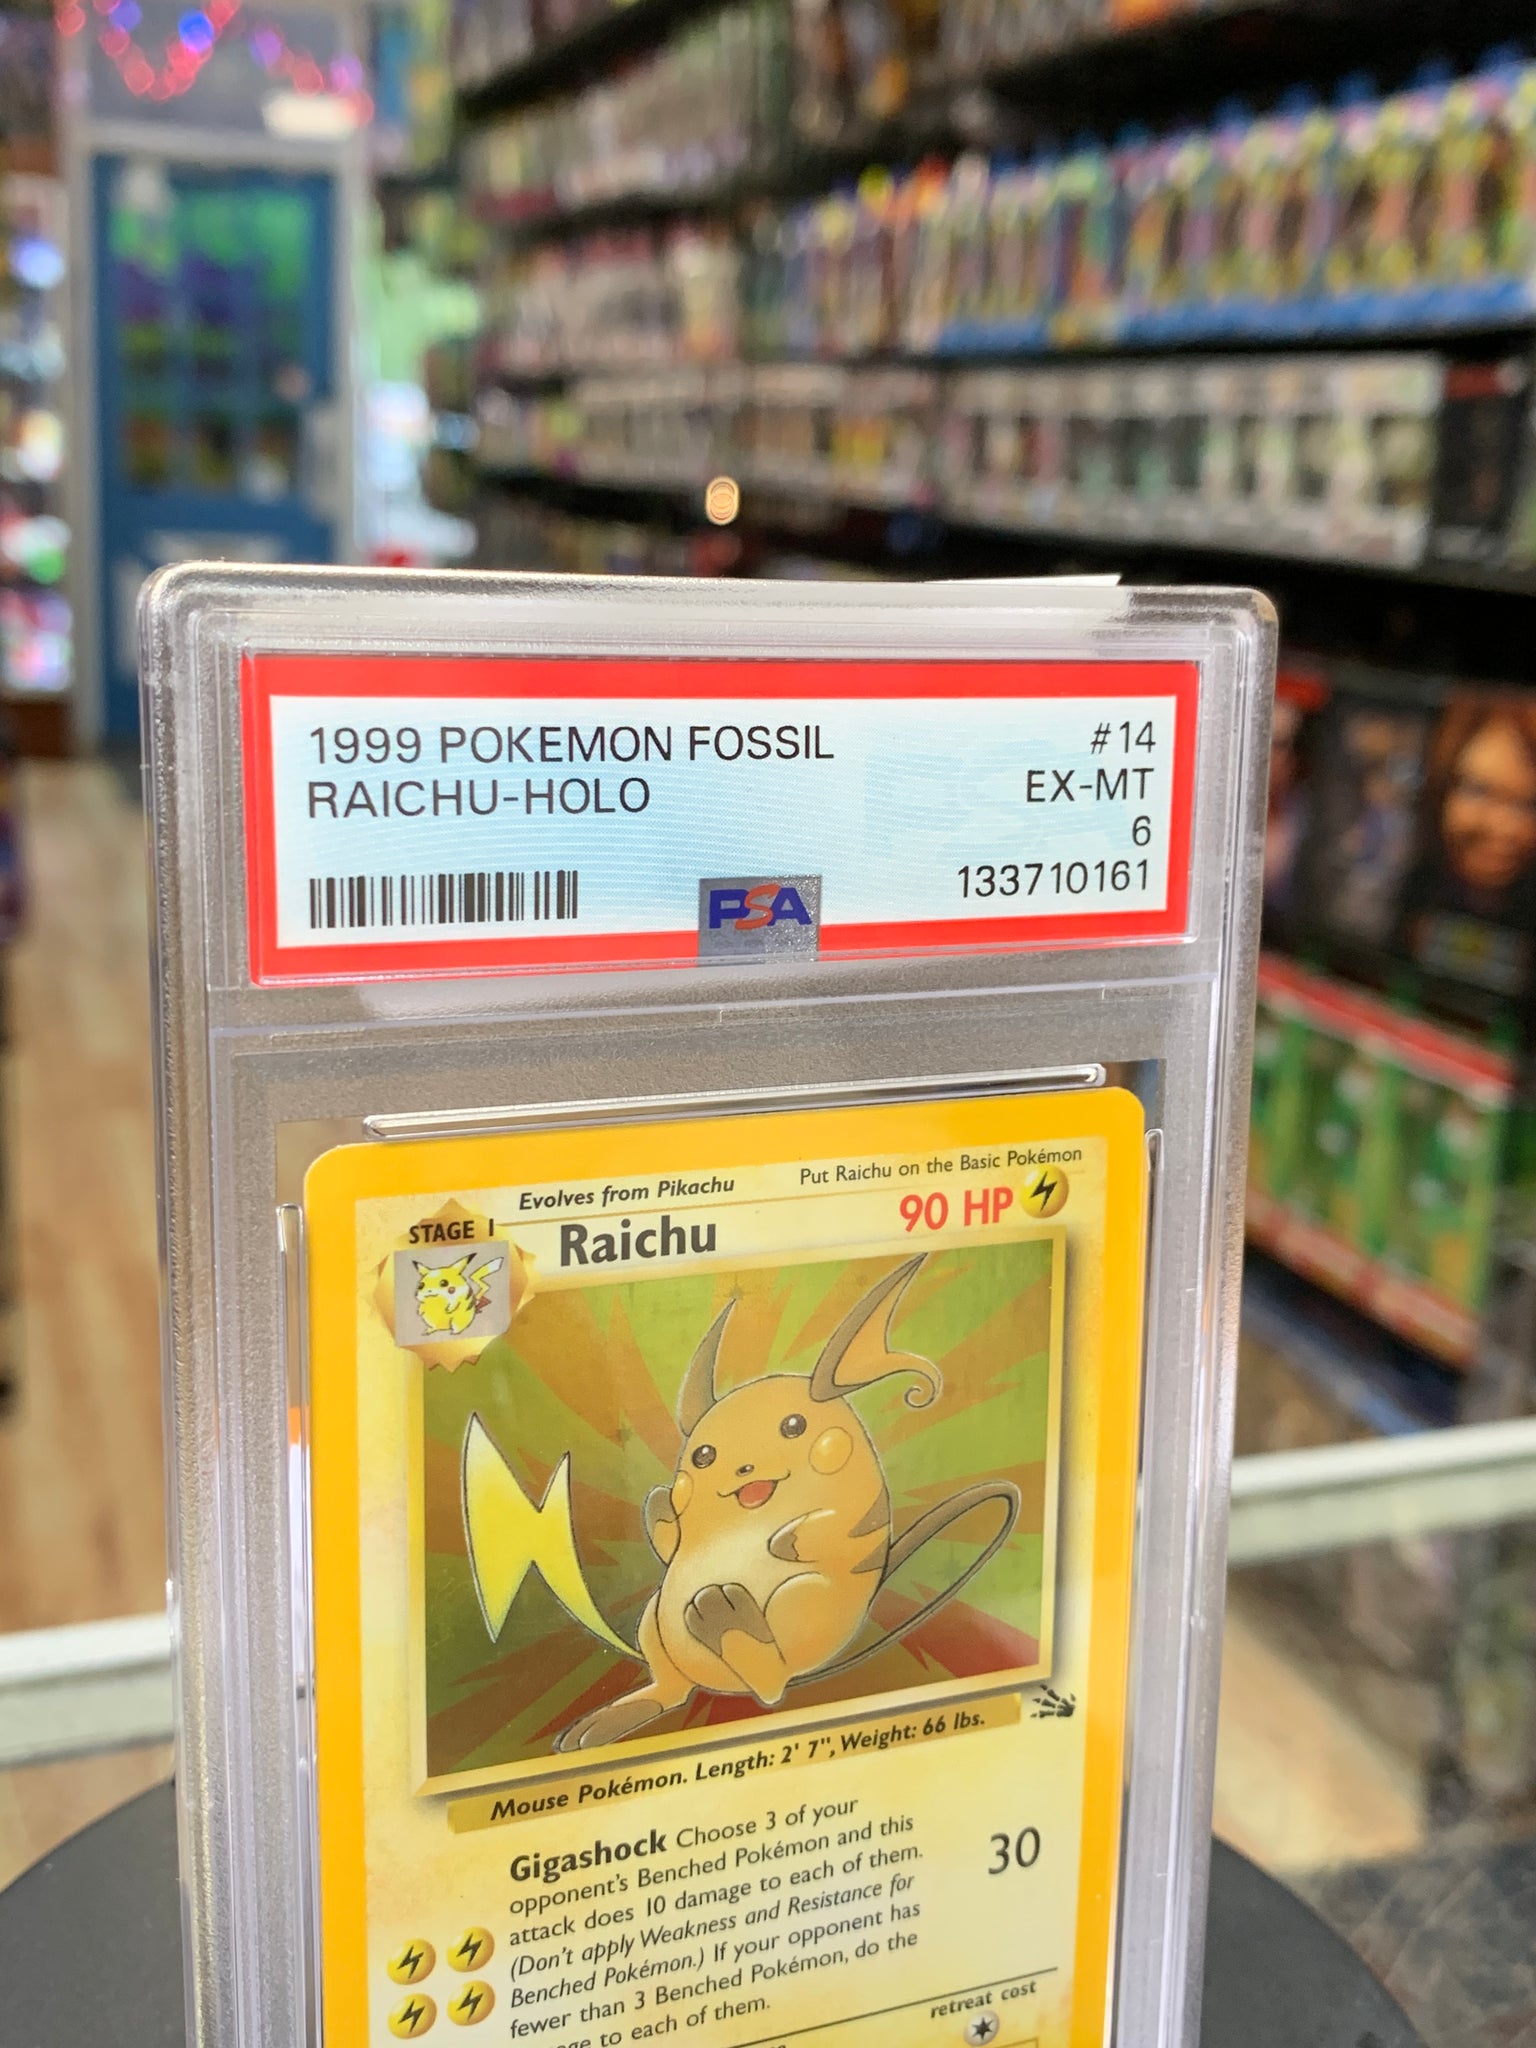 1999 POKEMON FOSSIL #14
RAICHU-HOLO EX-MT
6
133710161
PSA
Evolves from Pikachu Put Raichu on the Basic Pokémon
STAGE 1 Raichu 90 HP
Mouse Pokémon. Length: 2' 7", Weight: 66 lbs.
Gigashock Choose 3 of your
opponent's Benched Pokémon and this
attack does 10 damage to each of them. 30
(Don't apply Weakness and Resistance for
Benched Pokémon.) If your opponent has
fewer than 3 Benched Pokémon, do the
to each of them.
retreat cost